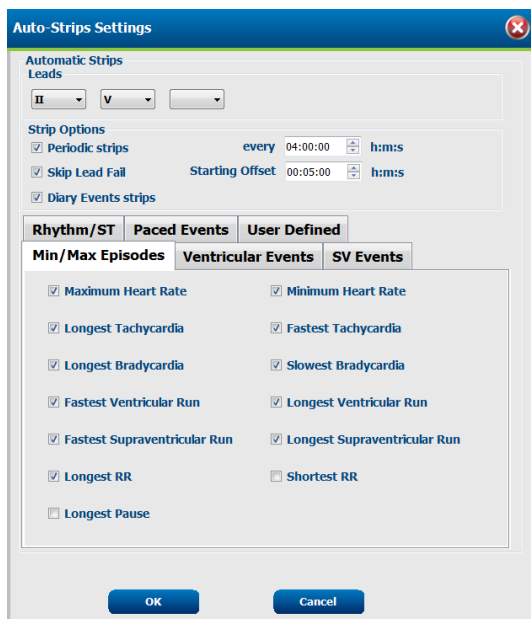 Auto-Strips Settings
Automatic Strips
Leads
II V
Strip Options
Periodic strips every 04:00:00 h:m:s
Skip Lead Fail Starting Offset 00:05:00 h:m:s
Diary Events strips
Rhythm/ST Paced Events User Defined
Min/Max Episodes Ventricular Events SV Events
Maximum Heart Rate Minimum Heart Rate
Longest Tachycardia Fastest Tachycardia
Longest Bradycardia Slowest Bradycardia
Fastest Ventricular Run Longest Ventricular Run
Fastest Supraventricular Run Longest Supraventricular Run
Longest RR Shortest RR
Longest Pause
OK Cancel